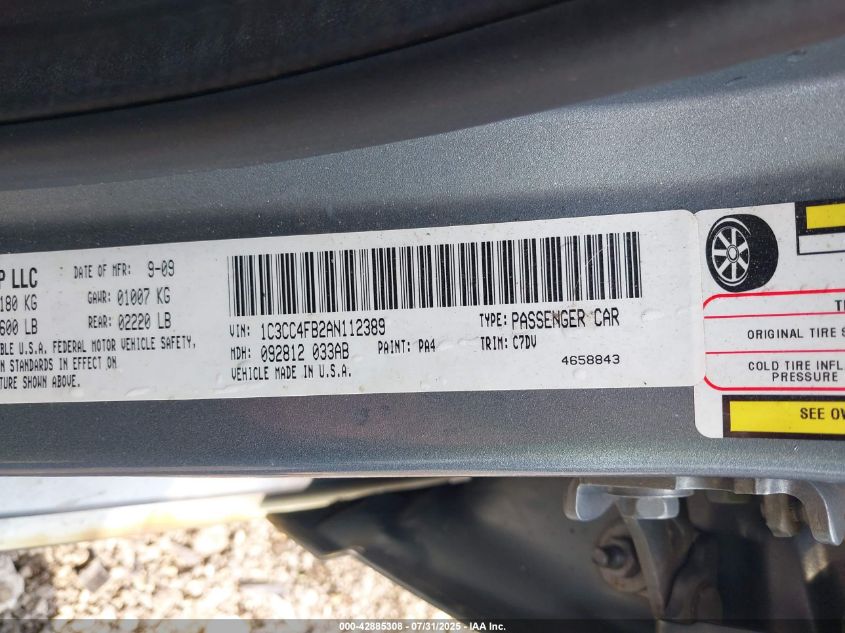 P LLC
DATE OF MFR: 9-09
180 KG GAWR: 01007 KG
600 LB REAR: 02220 LB
BLE U.S.A. FEDERAL MOTOR VEHICLE SAFETY,
N STANDARDS IN EFFECT ON
TURE SHOWN ABOVE.
VIN: 1C3CC4FB2AN112389
TYPE: PASSENGER CAR
MDH: 092812 033AB PAINT: PA4 TRIM: C7DV
VEHICLE MADE IN U.S.A.
4658843
ORIGINAL TIRE S
COLD TIRE INFL
PRESSURE
SEE OW
000-42885308 - 07/31/2025 - IAA Inc.